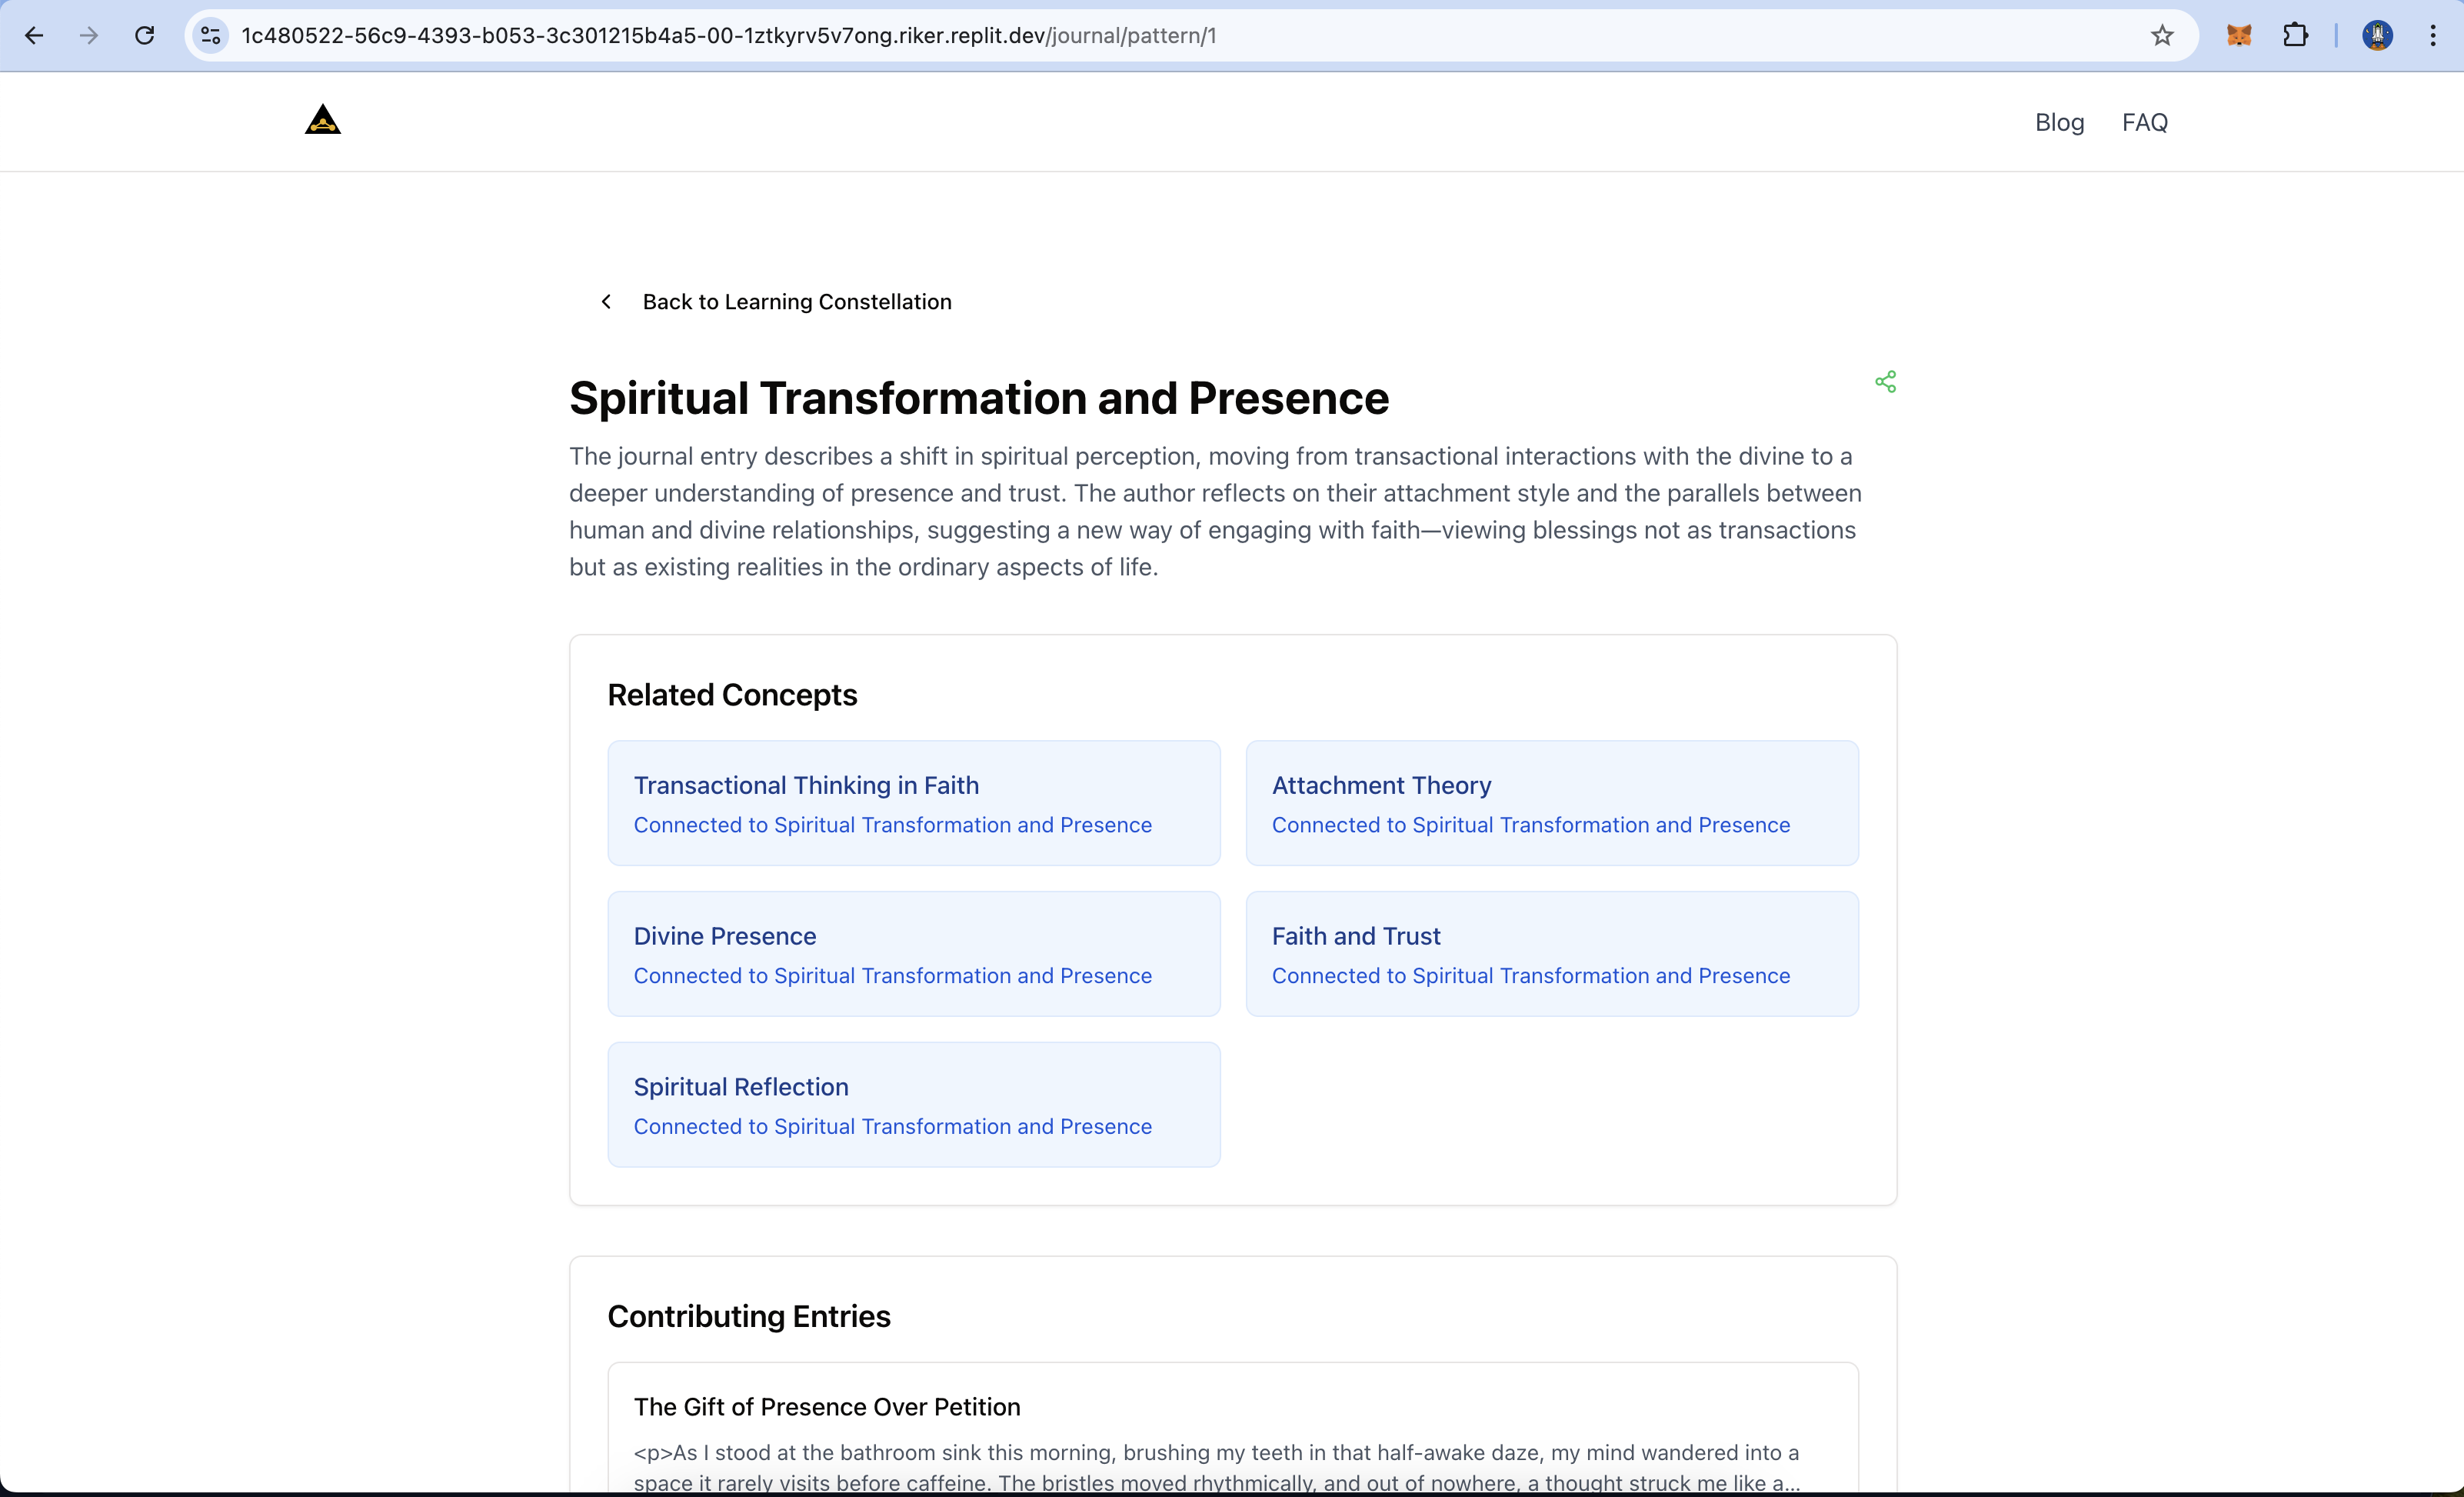 1c480522-56c9-4393-b053-3c301215b4a5-00-1ztkyrv5v7ong.riker.replit.dev/journal/pattern/1
Blog FAQ
Back to Learning Constellation
Spiritual Transformation and Presence
The journal entry describes a shift in spiritual perception, moving from transactional interactions with the divine to a
deeper understanding of presence and trust. The author reflects on their attachment style and the parallels between
human and divine relationships, suggesting a new way of engaging with faith—viewing blessings not as transactions
but as existing realities in the ordinary aspects of life.
Related Concepts
Transactional Thinking in Faith
Connected to Spiritual Transformation and Presence
Attachment Theory
Connected to Spiritual Transformation and Presence
Divine Presence
Connected to Spiritual Transformation and Presence
Faith and Trust
Connected to Spiritual Transformation and Presence
Spiritual Reflection
Connected to Spiritual Transformation and Presence
Contributing Entries
The Gift of Presence Over Petition
<p>As I stood at the bathroom sink this morning, brushing my teeth in that half-awake daze, my mind wandered into a
space it rarely visits before caffeine. The bristles moved rhythmically, and out of nowhere, a thought struck me like a...